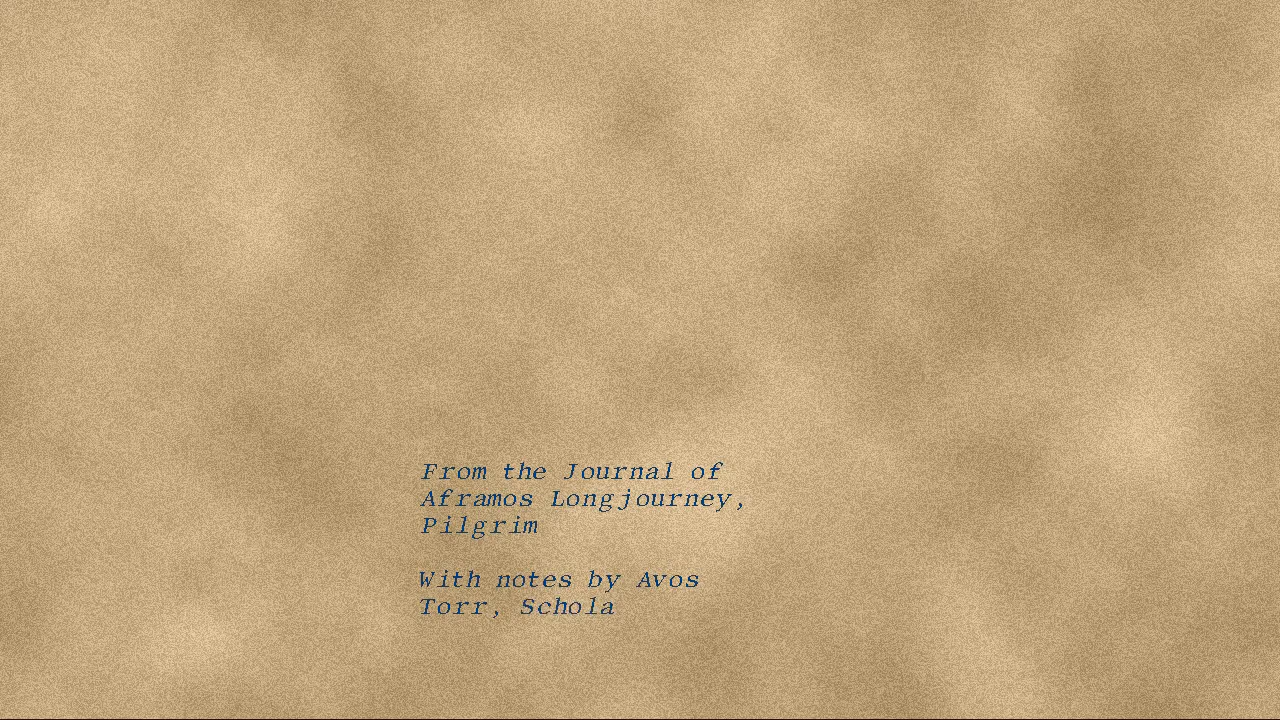 From the Journal of
Aframos Longjourney,
Pilgrim
With notes by Avos
Torr, Schola